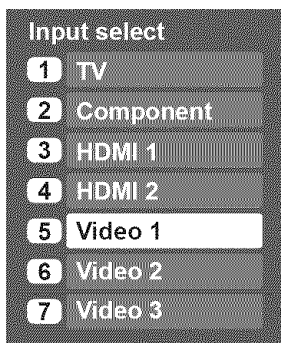 Input select
1 TV
2 Component
3 HDMI 1
4 HDMI 2
5 Video 1
6 Video 2
7 Video 3